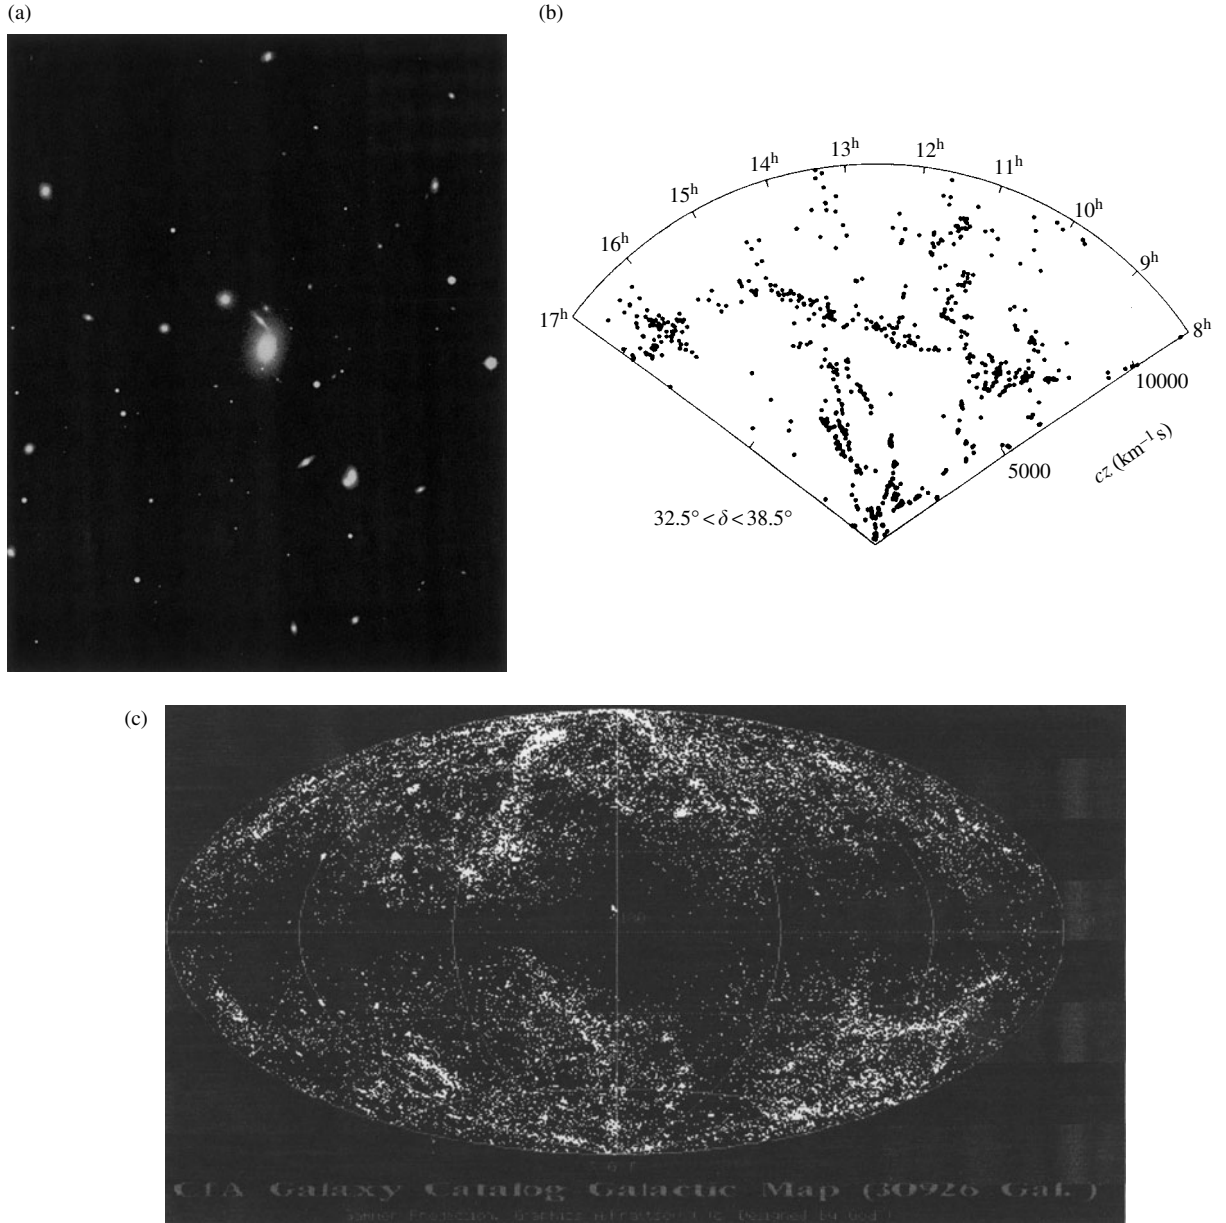 (a)
(b)
13ʰ
12ʰ
14ʰ
11ʰ
15ʰ
10ʰ
16ʰ
9ʰ
17ʰ
8ʰ
10000
5000
cz (km⁻¹ s)
32.5° < δ < 38.5°
(c)
CfA Galaxy Catalog Galactic Map (30926 Gal. )